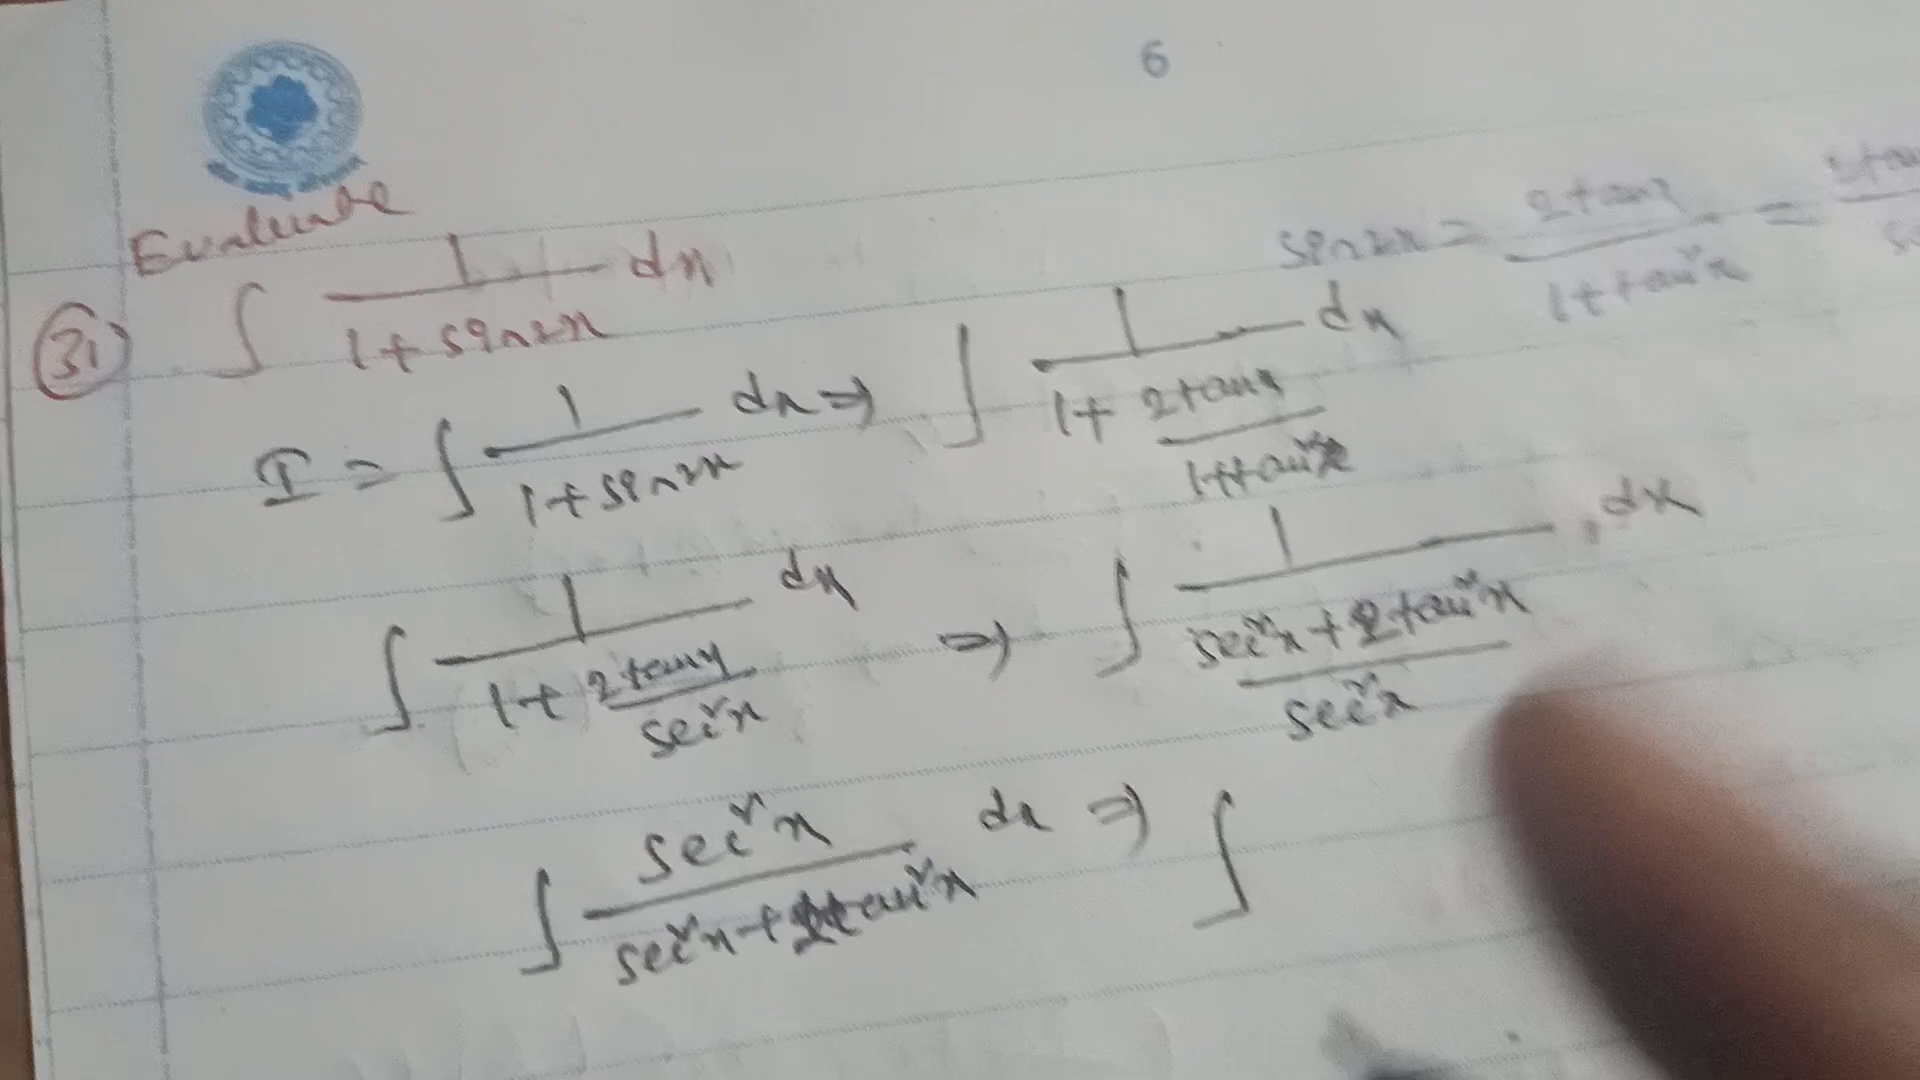 6
Evaluate
sin2x = 2tanx / 1+tan²x =
31) ∫ 1 / 1+sin2x dx
I = ∫ 1 / 1+sin2x dx ⇒ ∫ 1 / 1+ 2tanx / 1+tan²x dx
∫ 1 / 1+ 2tanx / sec²x dx ⇒ ∫ 1 / sec²x+2tan²x / sec²x . dx
∫ sec²x / sec²x+2tan²x dx ⇒ ∫